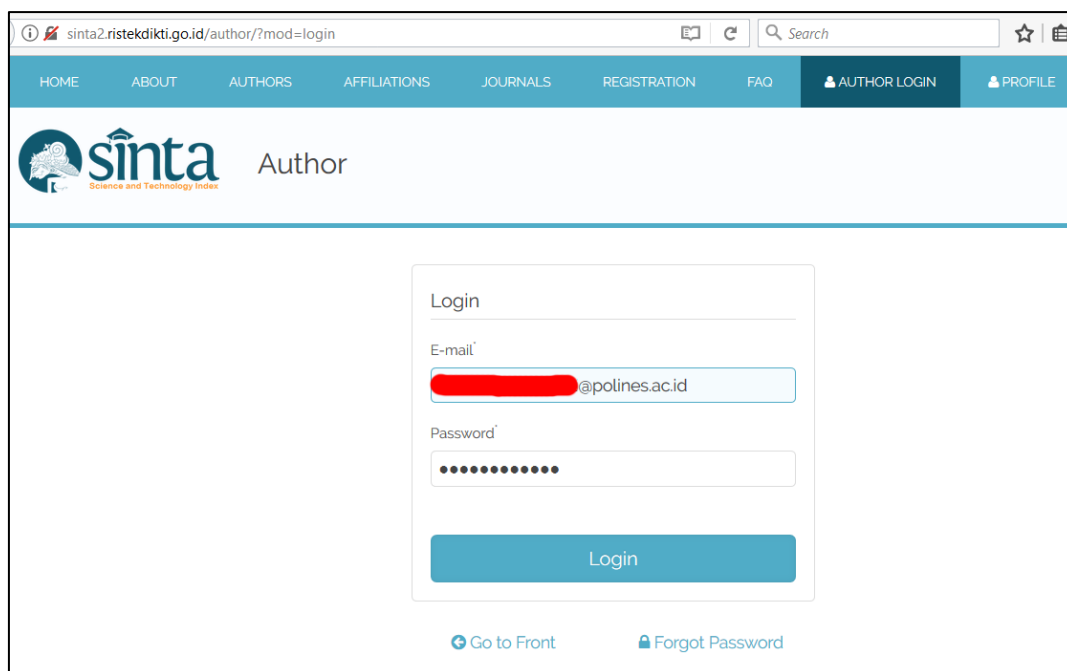 sinta2.ristekdikti.go.id/author/?mod=login
Search
HOME ABOUT AUTHORS AFFILIATIONS JOURNALS REGISTRATION FAQ AUTHOR LOGIN PROFILE
sînta Author
Science and Technology Index
Login
E-mail*
@polines.ac.id
Password*
••••••••••••
Login
Go to Front Forgot Password